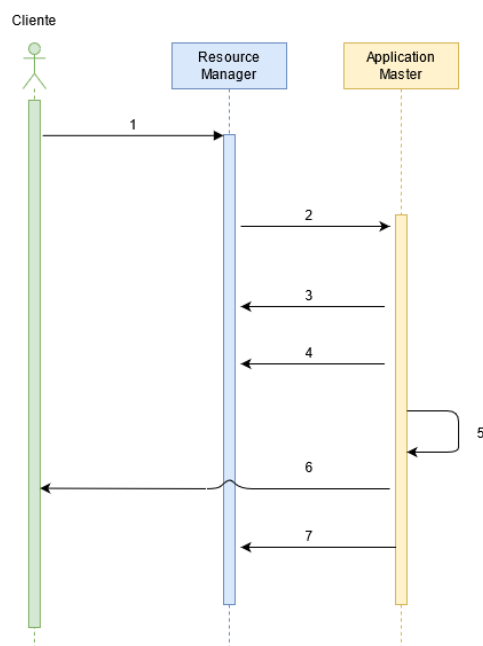 Cliente
Resource
Manager
Application
Master
1
2
3
4
5
6
7